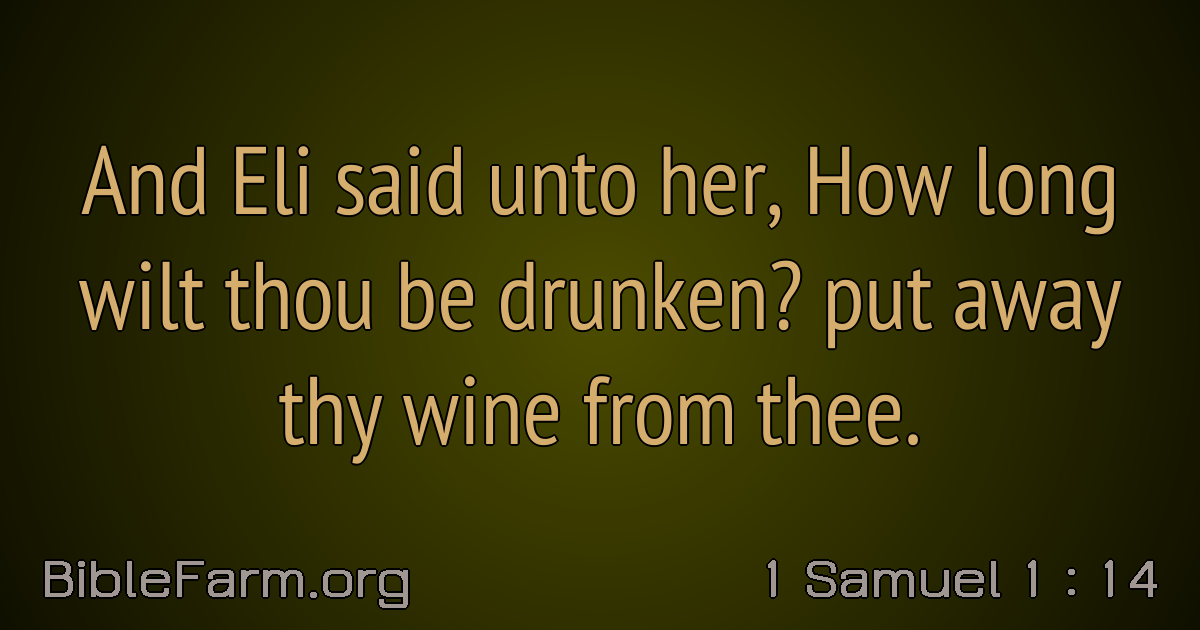 And Eli said unto her, How long
wilt thou be drunken? put away
thy wine from thee.
BibleFarm.org
1 Samuel 1 : 14